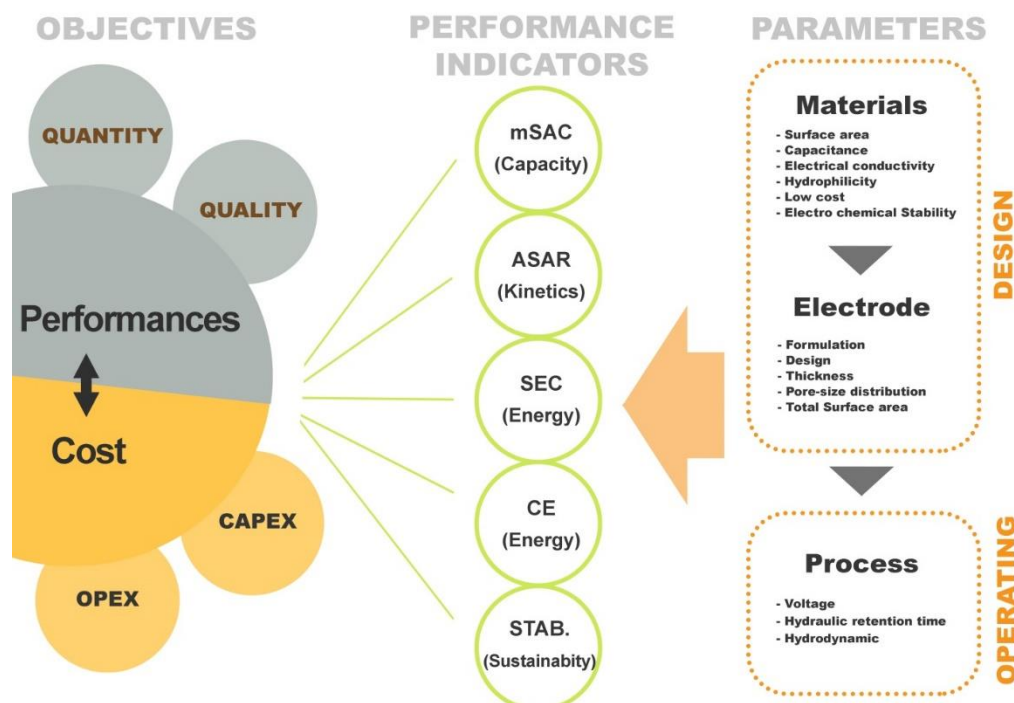 OBJECTIVES
QUANTITY
QUALITY
Performances
Cost
CAPEX
OPEX
PERFORMANCE
INDICATORS
mSAC
(Capacity)
ASAR
(Kinetics)
SEC
(Energy)
CE
(Energy)
STAB.
(Sustainabity)
PARAMETERS
Materials
- Surface area
- Capacitance
- Electrical conductivity
- Hydrophilicity
- Low cost
- Electro chemical Stability
Electrode
- Formulation
- Design
- Thickness
- Pore-size distribution
- Total Surface area
DESIGN
Process
- Voltage
- Hydraulic retention time
- Hydrodynamic
OPERATING